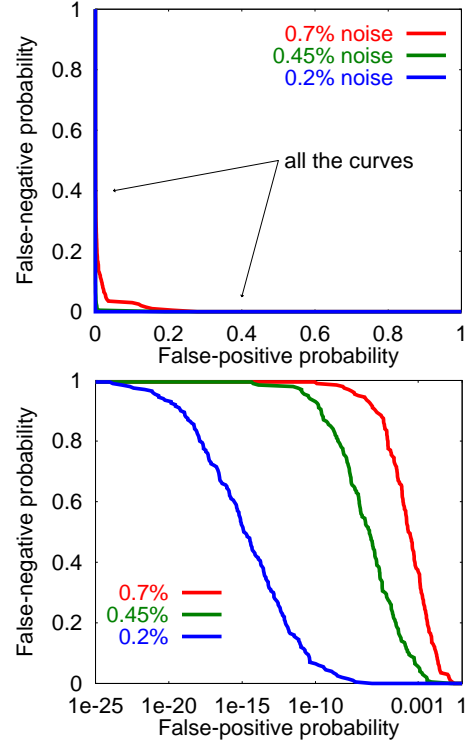 1
0.8
0.6
0.4
0.2
0
False-negative probability
0.7% noise
0.45% noise
0.2% noise
all the curves
0 0.2 0.4 0.6 0.8 1
False-positive probability
1
0.8
0.6
0.4
0.2
0
False-negative probability
0.7%
0.45%
0.2%
1e-25 1e-20 1e-15 1e-10 0.001 1
False-positive probability